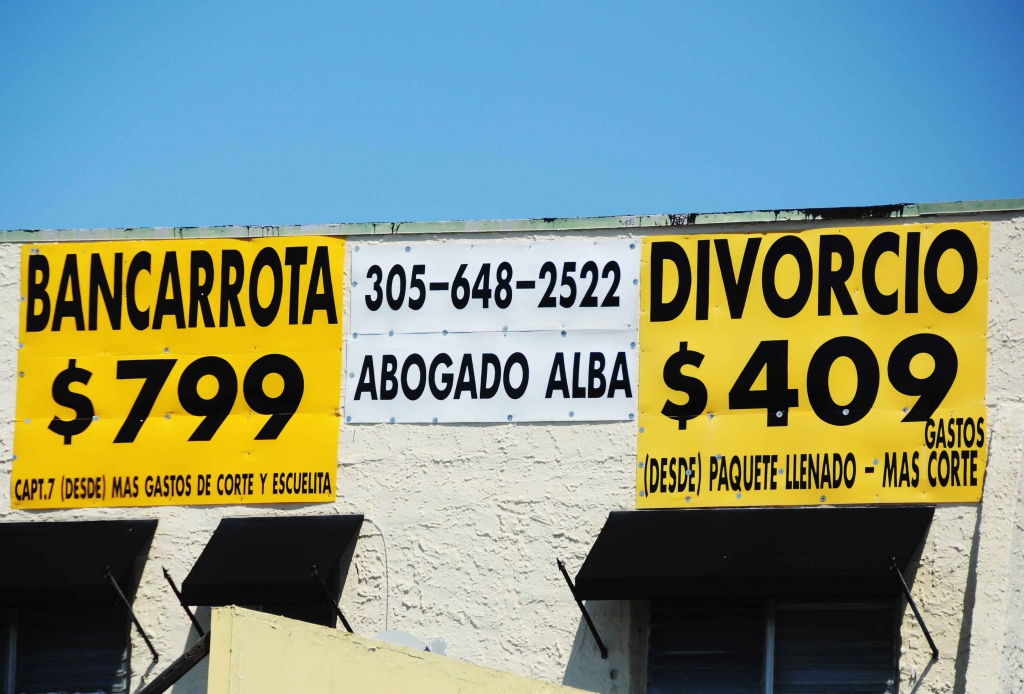 BANCARROTA
$799
CAPT.7 (DESDE) MAS GASTOS DE CORTE Y ESCUELITA
305-648-2522
ABOGADO ALBA
DIVORCIO
$409
GASTOS
(DESDE) PAQUETE LLENADO - MAS CORTE